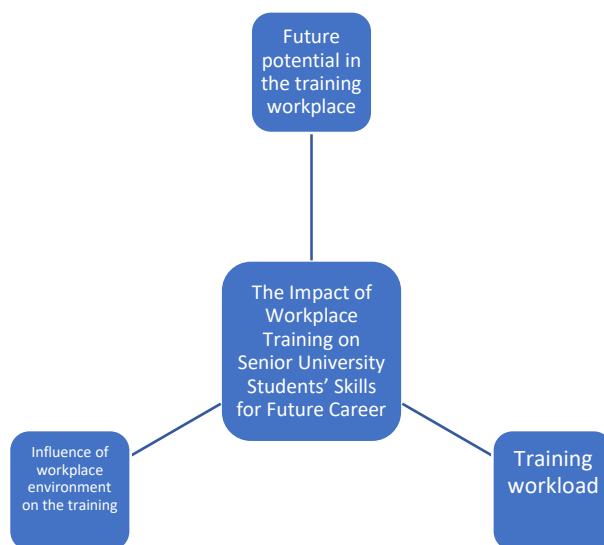 Future
potential in
the training
workplace
The Impact of
Workplace
Training on
Senior University
Students’ Skills
for Future Career
Influence of
workplace
environment
on the training
Training
workload